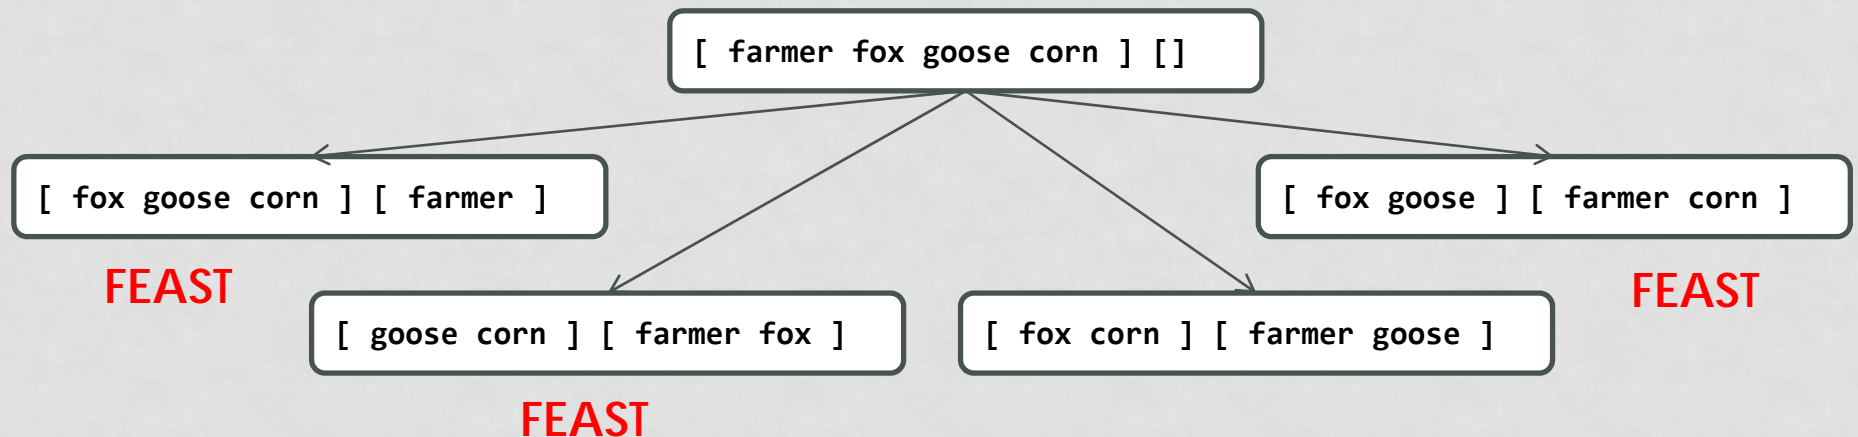 [ farmer fox goose corn ] []
[ fox goose corn ] [ farmer ]
[ fox goose ] [ farmer corn ]
FEAST
FEAST
[ goose corn ] [ farmer fox ]
[ fox corn ] [ farmer goose ]
FEAST